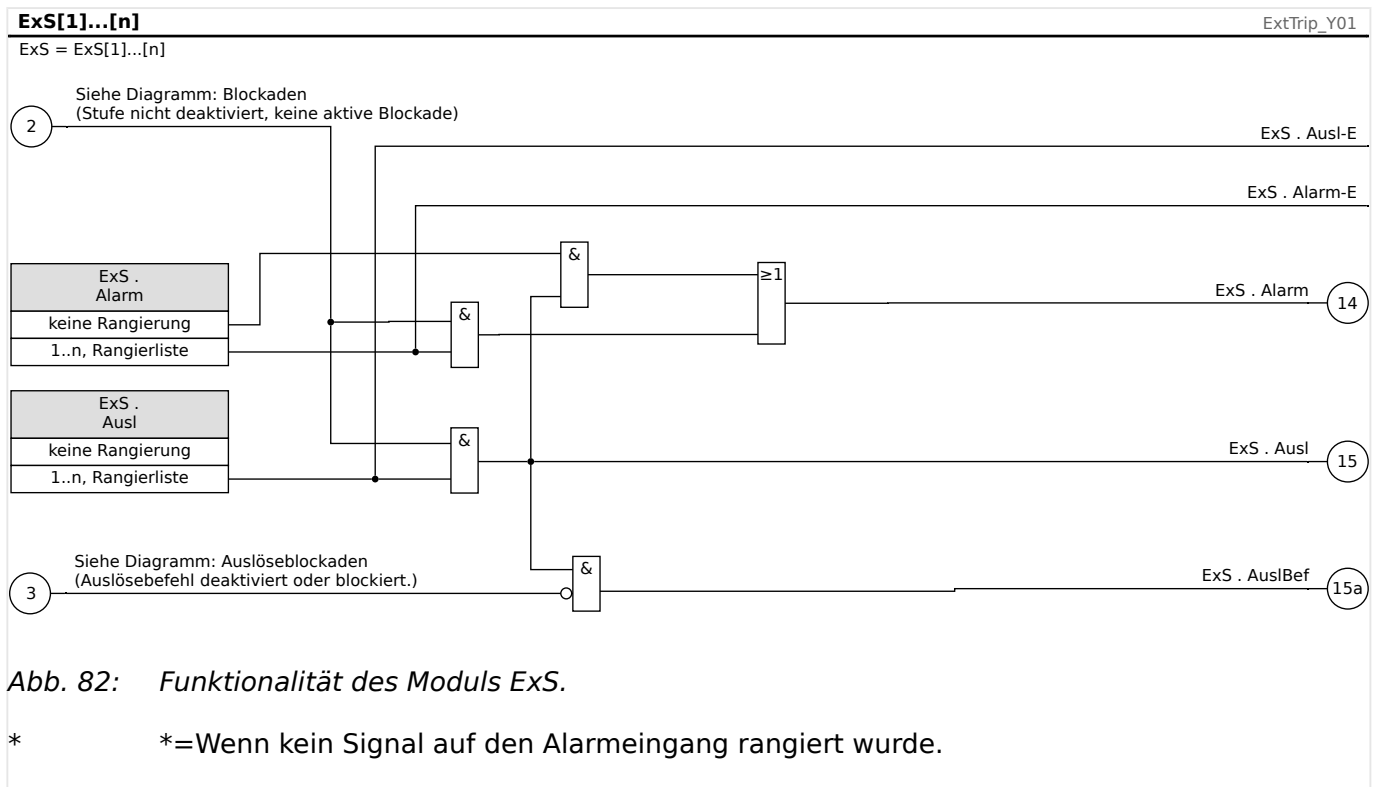 ExS[1]...[n]
ExtTrip_Y01
ExS = ExS[1]...[n]
Siehe Diagramm: Blockaden
(Stufe nicht deaktiviert, keine aktive Blockade)
2
ExS . Ausl-E
ExS . Alarm-E
&
ExS .
Alarm
keine Rangierung
1..n, Rangierliste
&
≥1
ExS . Alarm
14
ExS .
Ausl
keine Rangierung
1..n, Rangierliste
&
ExS . Ausl
15
Siehe Diagramm: Auslöseblockaden
(Auslösebefehl deaktiviert oder blockiert.)
3
&
ExS . AuslBef
15a
Abb. 82: Funktionalität des Moduls ExS.
* *=Wenn kein Signal auf den Alarmeingang rangiert wurde.